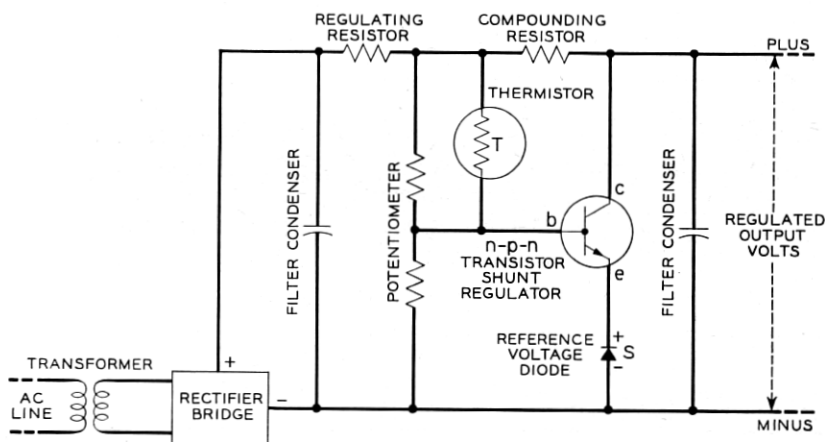 REGULATING
RESISTOR
COMPOUNDING
RESISTOR
PLUS
THERMISTOR
T
FILTER CONDENSER
POTENTIOMETER
b
c
e
n-p-n
TRANSISTOR
SHUNT
REGULATOR
FILTER CONDENSER
REGULATED
OUTPUT
VOLTS
REFERENCE
VOLTAGE
DIODE
+
S
-
TRANSFORMER
AC
LINE
+
RECTIFIER
BRIDGE
-
MINUS